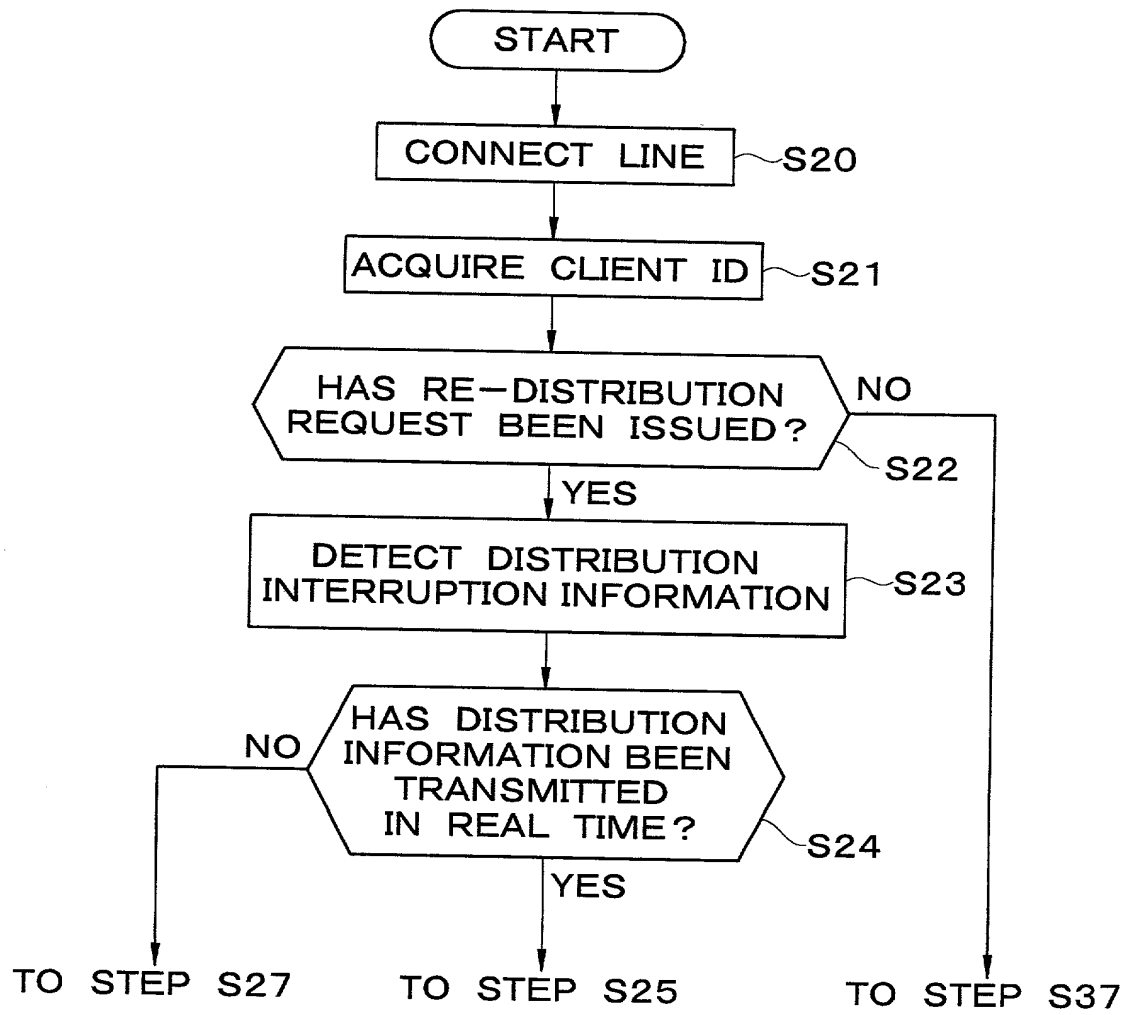 START
CONNECT LINE
S20
ACQUIRE CLIENT ID
S21
HAS RE-DISTRIBUTION
REQUEST BEEN ISSUED?
NO
S22
YES
DETECT DISTRIBUTION
INTERRUPTION INFORMATION
S23
HAS DISTRIBUTION
INFORMATION BEEN
TRANSMITTED
IN REAL TIME?
NO
S24
YES
TO STEP S27
TO STEP S25
TO STEP S37